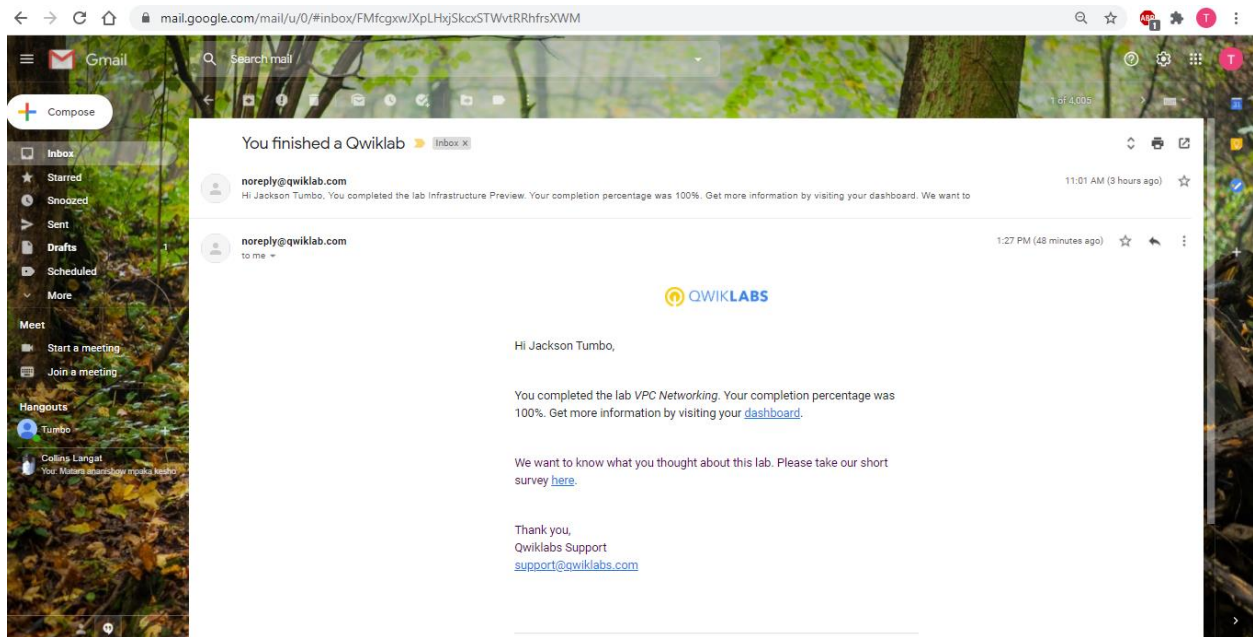 mail.google.com/mail/u/0/#inbox/FMfcgxwJXpLHxjSkcxSTWvtRRhfrsXWM
ABP
1
T
Gmail
Search mail
T
Compose
1 of 4,005
31
You finished a Qwiklab
Inbox x
Inbox
Starred
Snoozed
Sent
Drafts 1
Scheduled
More
Meet
Start a meeting
Join a meeting
Hangouts
Tumbo
Collins Langat
You: Matara ananishow mpaka kesho
noreply@qwiklab.com 11:01 AM (3 hours ago)
Hi Jackson Tumbo, You completed the lab Infrastructure Preview. Your completion percentage was 100%. Get more information by visiting your dashboard. We want to
noreply@qwiklab.com 1:27 PM (48 minutes ago)
to me
QWIKLABS
Hi Jackson Tumbo,
You completed the lab VPC Networking. Your completion percentage was
100%. Get more information by visiting your dashboard.
We want to know what you thought about this lab. Please take our short
survey here.
Thank you,
Qwiklabs Support
support@qwiklabs.com